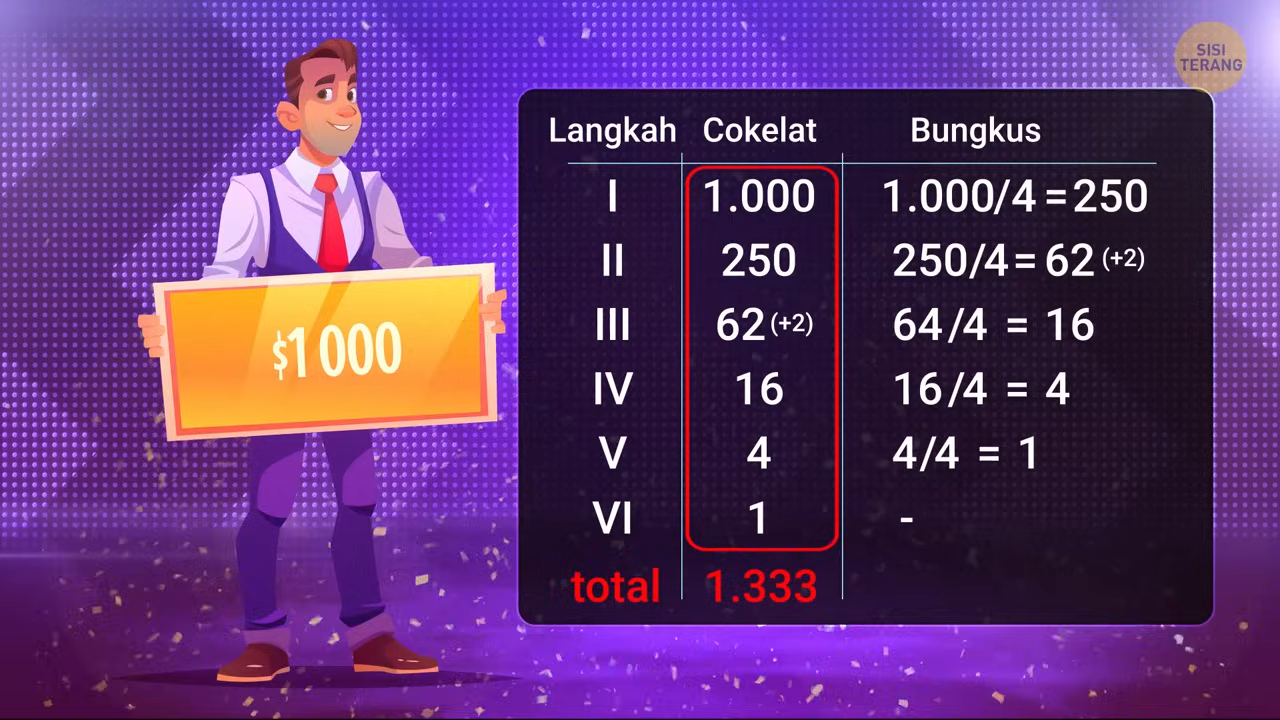 SISI
TERANG
$1000
Langkah Cokelat Bungkus
I 1.000 1.000/4=250
II 250 250/4=62 (+2)
III 62 (+2) 64/4 = 16
IV 16 16/4 = 4
V 4 4/4 = 1
VI 1 -
total 1.333